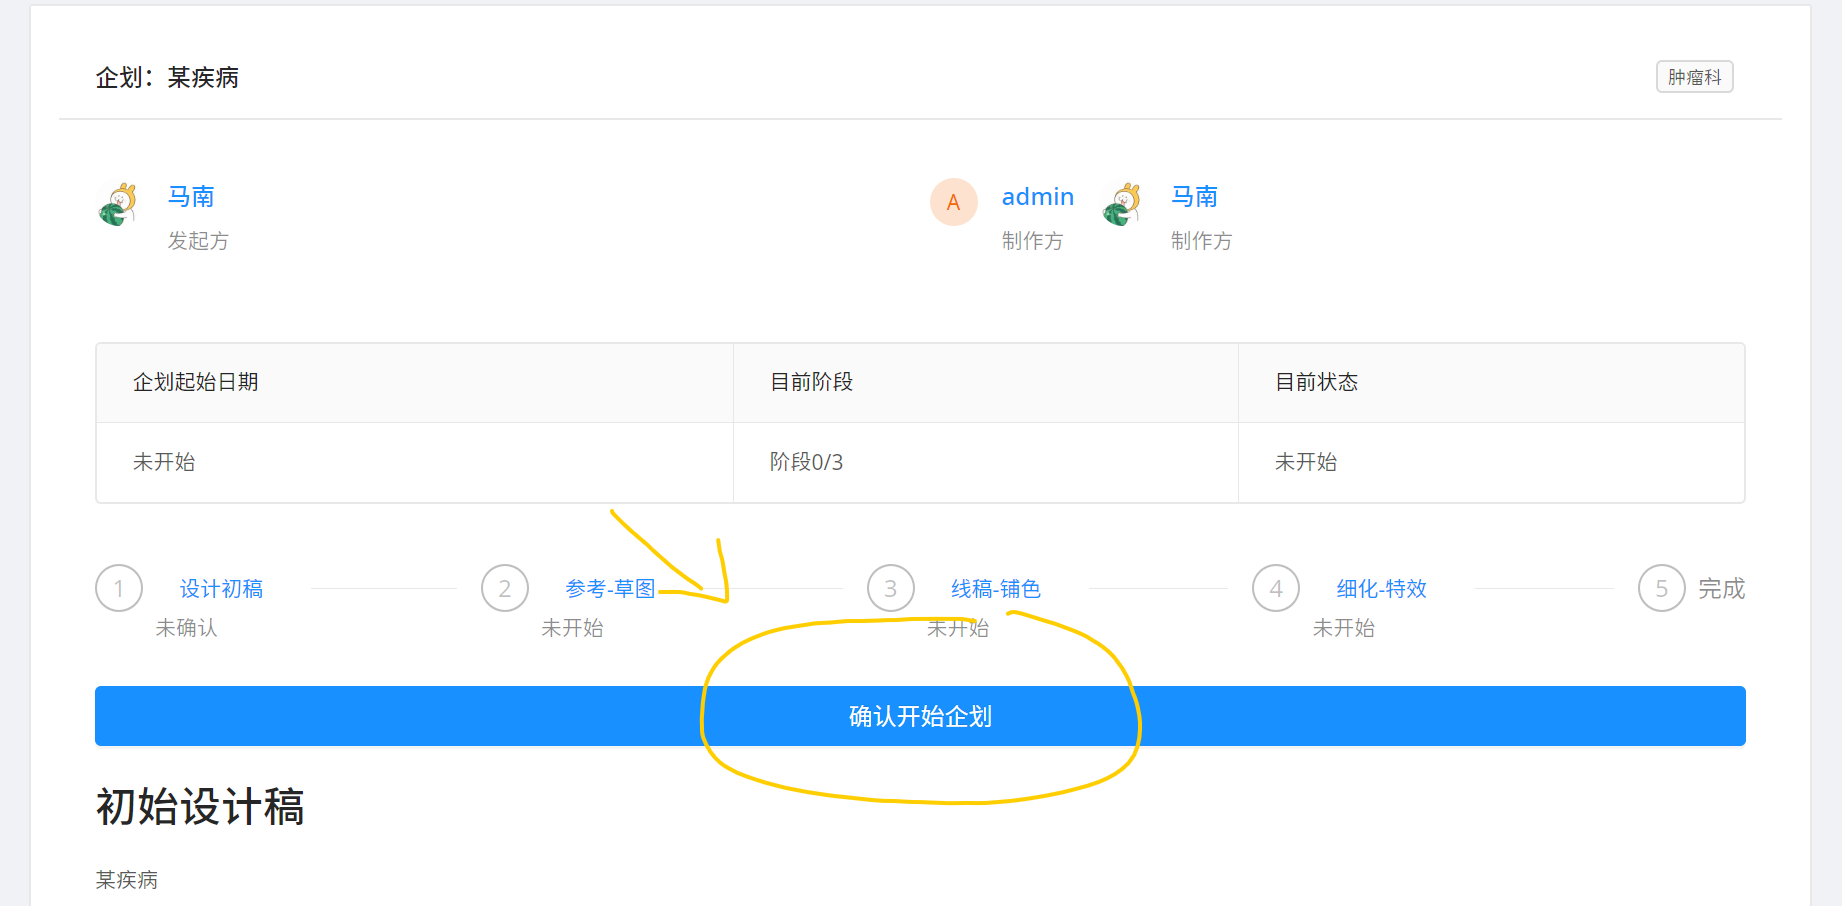 企划：某疾病
肿瘤科
马南
发起方
A admin 马南
制作方 制作方
企划起始日期 目前阶段 目前状态
未开始 阶段0/3 未开始
1 设计初稿 2 参考-草图 3 线稿-铺色 4 细化-特效 5 完成
未确认 未开始 未开始 未开始
确认开始企划
初始设计稿
某疾病